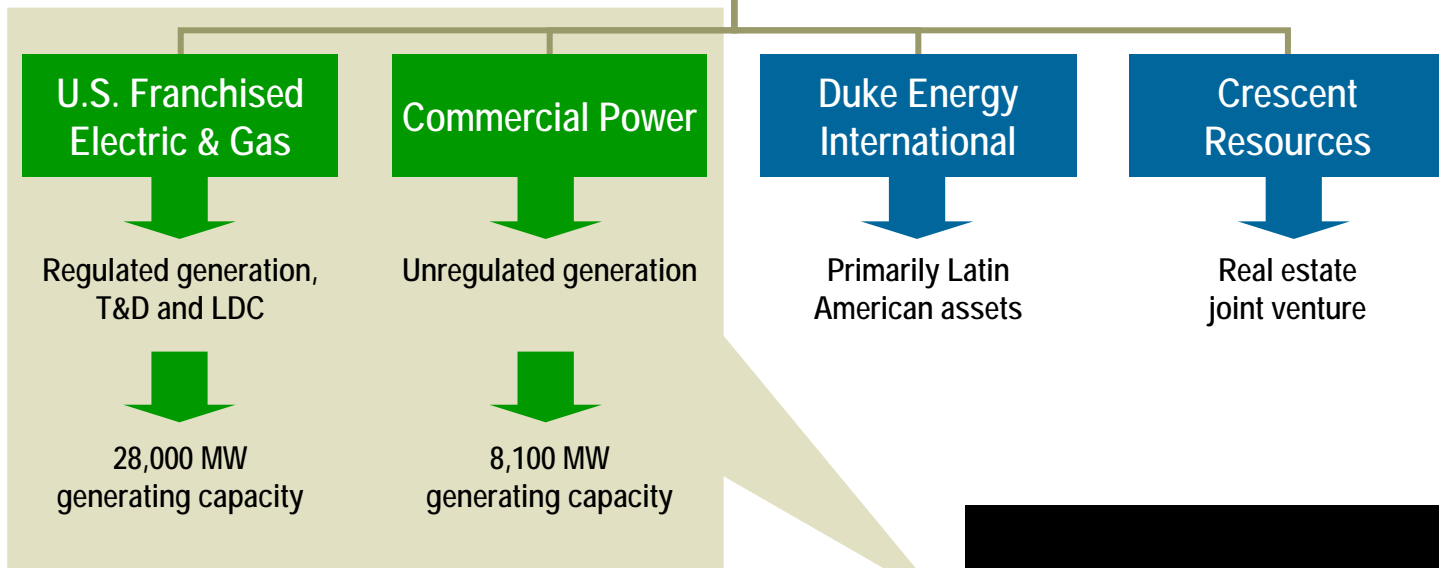 U.S. Franchised
Electric & Gas
Commercial Power
Duke Energy
International
Crescent
Resources
Regulated generation,
T&D and LDC
Unregulated generation
Primarily Latin
American assets
Real estate
joint venture
28,000 MW
generating capacity
8,100 MW
generating capacity